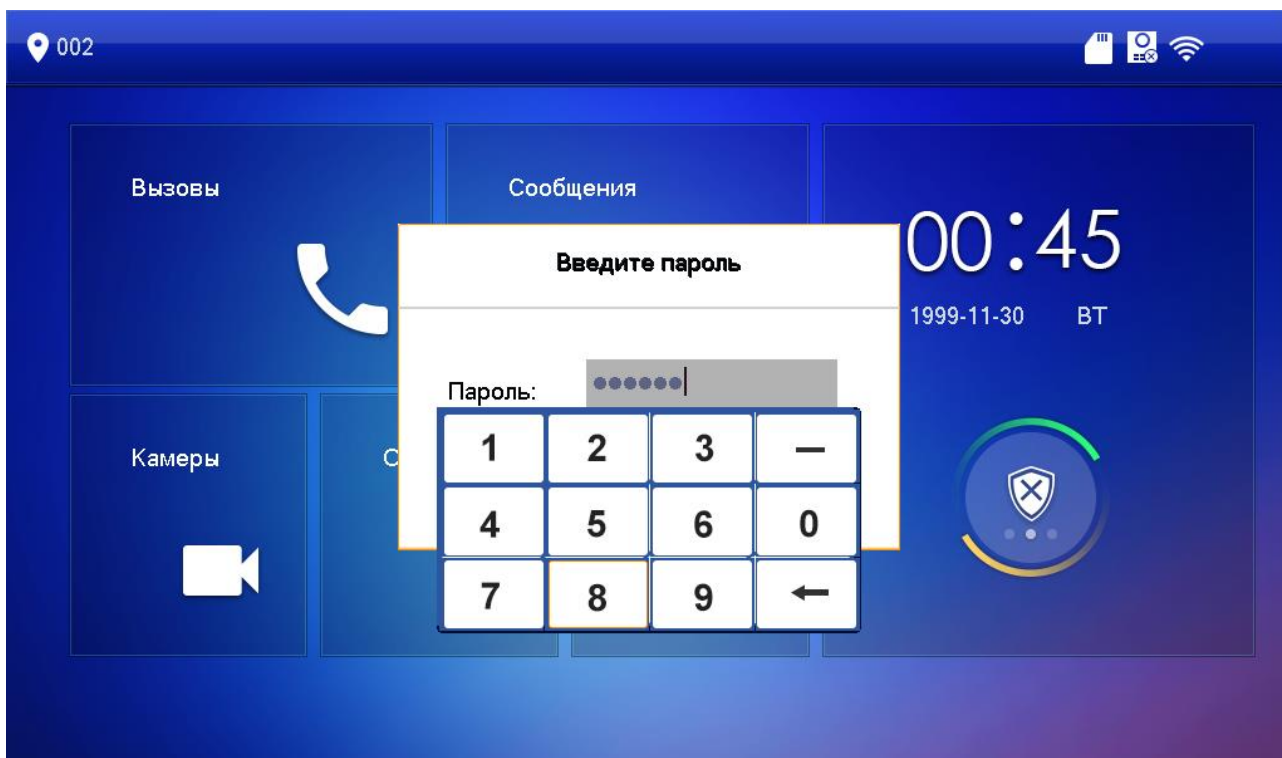 002
Вызовы
Сообщения
00:45
1999-11-30 ВТ
Введите пароль
Пароль:
1 2 3 –
4 5 6 0
7 8 9 ←
Камеры
С